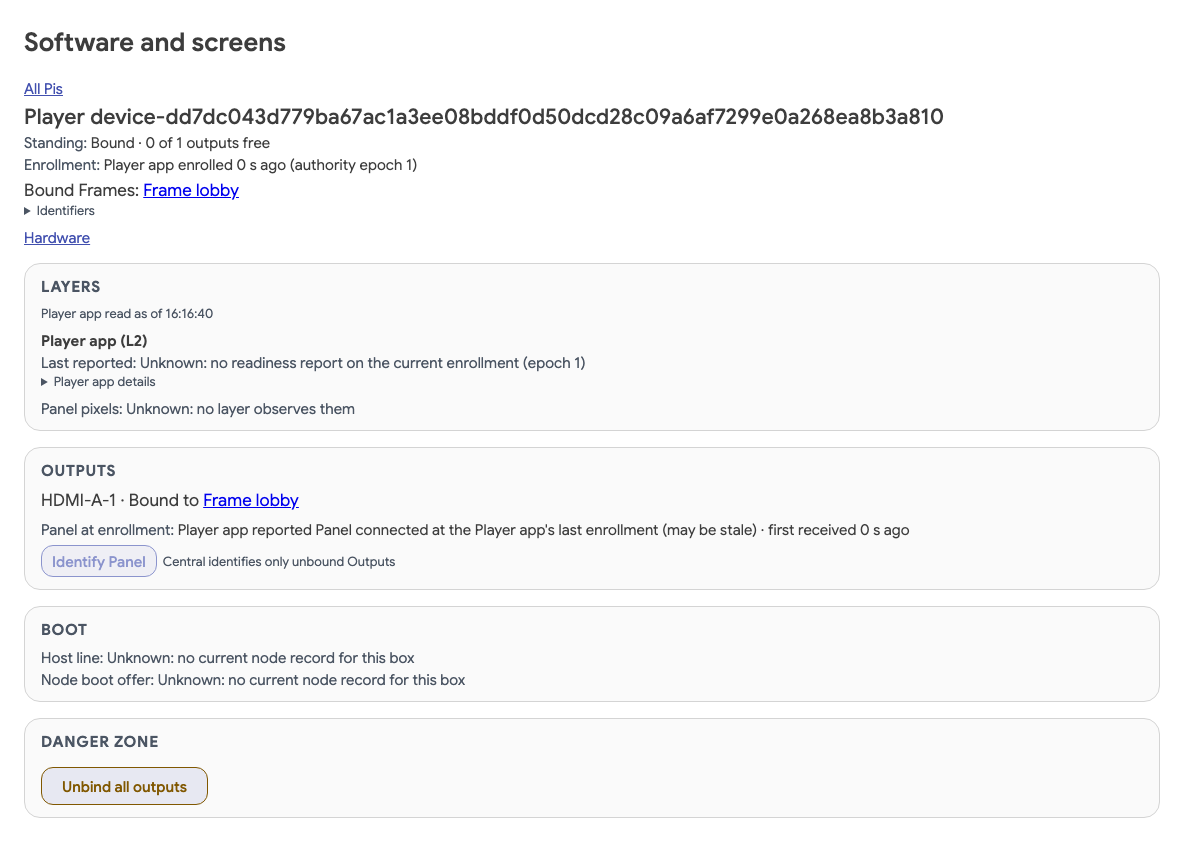 Software and screens
All Pis
Player device-dd7dc043d779ba67ac1a3ee08bddf0d50dcd28c09a6af7299e0a268ea8b3a810
Standing: Bound · 0 of 1 outputs free
Enrollment: Player app enrolled 0 s ago (authority epoch 1)
Bound Frames: Frame lobby
Identifiers
Hardware
LAYERS
Player app read as of 16:16:40
Player app (L2)
Last reported: Unknown: no readiness report on the current enrollment (epoch 1)
Player app details
Panel pixels: Unknown: no layer observes them
OUTPUTS
HDMI-A-1 · Bound to Frame lobby
Panel at enrollment: Player app reported Panel connected at the Player app's last enrollment (may be stale) · first received 0 s ago
Identify Panel Central identifies only unbound Outputs
BOOT
Host line: Unknown: no current node record for this box
Node boot offer: Unknown: no current node record for this box
DANGER ZONE
Unbind all outputs